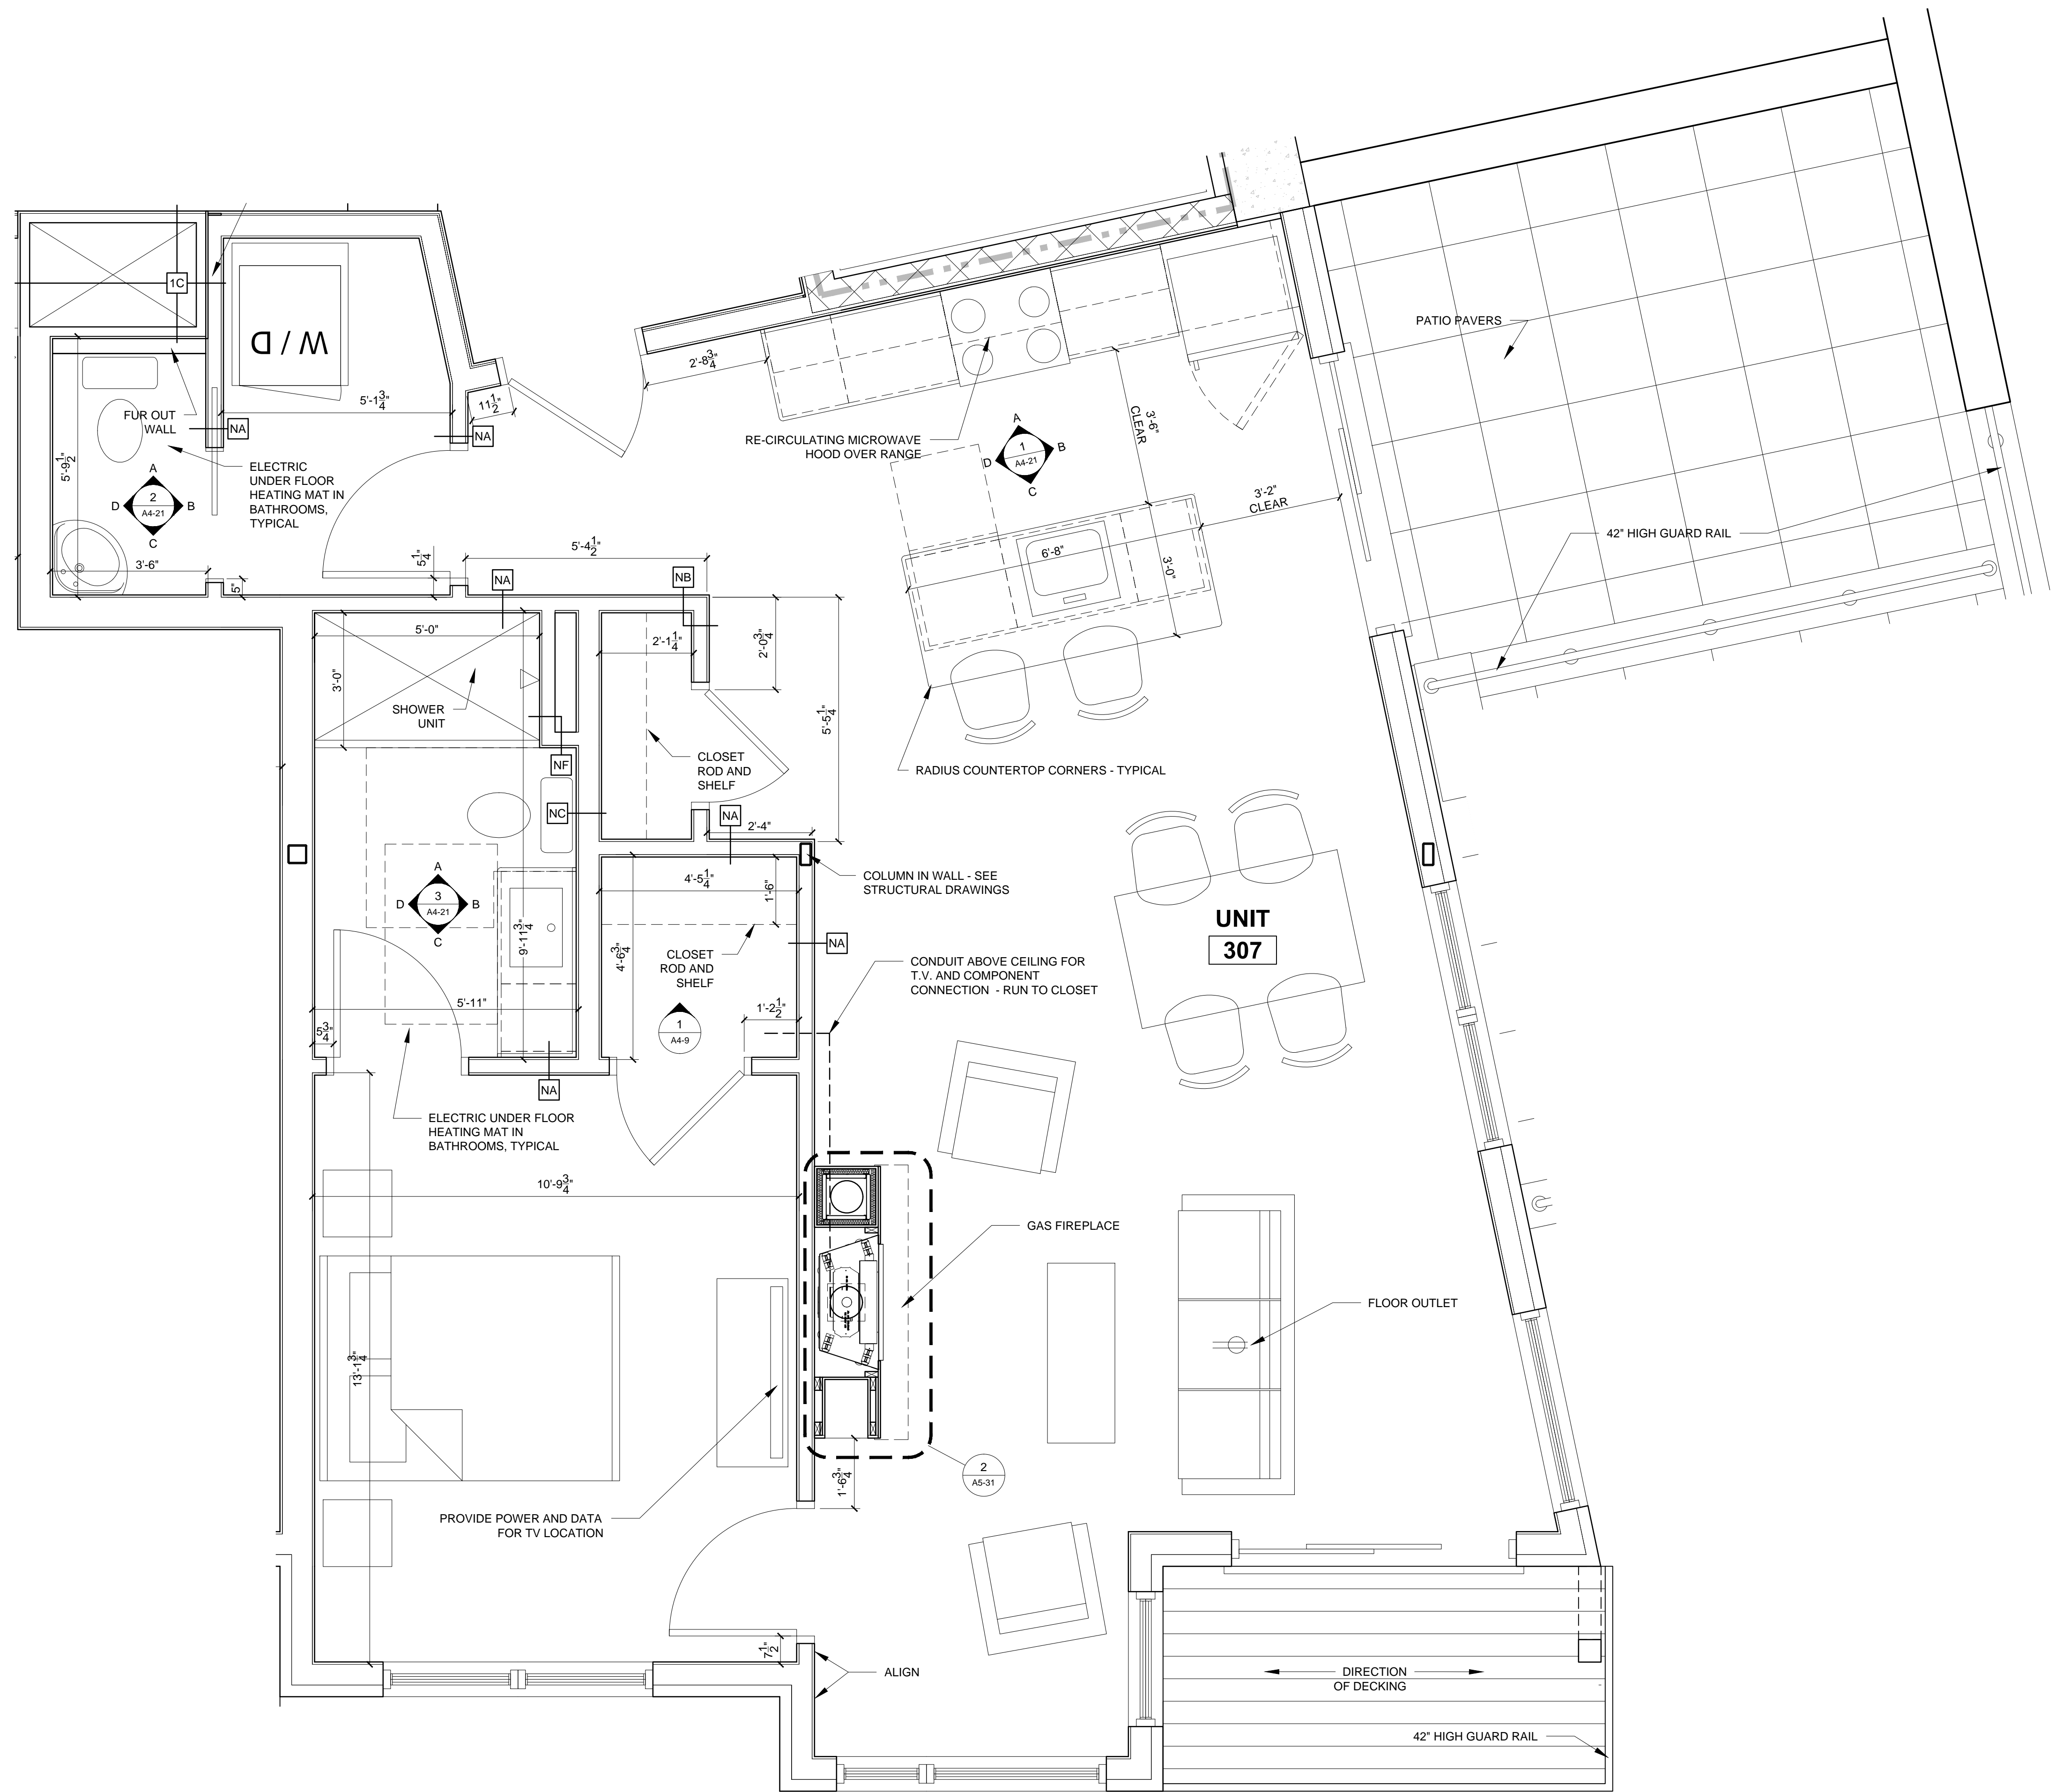 PATIO PAVERS
1C
W / D
2'-8 3/4"
5'-1 3/4"
11 1/2"
3'-6"
CLEAR
FUR OUT
WALL
NA
NA
RE-CIRCULATING MICROWAVE
HOOD OVER RANGE
A
B
C
D
1
A4-21
5'-9 1/2"
ELECTRIC
UNDER FLOOR
HEATING MAT IN
BATHROOMS,
TYPICAL
A
B
C
D
2
A4-21
3'-2"
CLEAR
42" HIGH GUARD RAIL
6'-8"
3'-0"
3'-6"
5"
5 1/4"
5'-4 1/2"
NA
NB
5'-0"
2'-1 1/4"
2'-0 3/4"
3'-0"
SHOWER
UNIT
5'-5 1/4"
NF
CLOSET
ROD AND
SHELF
RADIUS COUNTERTOP CORNERS - TYPICAL
NC
NA
2'-4"
COLUMN IN WALL - SEE
STRUCTURAL DRAWINGS
4'-5 1/4"
1'-6"
A
B
C
D
3
A4-21
9'-11 3/4"
4'-6 3/4"
UNIT
307
NA
CLOSET
ROD AND
SHELF
CONDUIT ABOVE CEILING FOR
T.V. AND COMPONENT
CONNECTION - RUN TO CLOSET
5'-11"
5 3/4"
1'-2 1/2"
1
A4-9
NA
ELECTRIC UNDER FLOOR
HEATING MAT IN
BATHROOMS, TYPICAL
10'-9 3/4"
GAS FIREPLACE
FLOOR OUTLET
13'-1 3/4"
1'-6 3/4"
2
A5-31
PROVIDE POWER AND DATA
FOR TV LOCATION
7 1/2"
ALIGN
DIRECTION
OF DECKING
42" HIGH GUARD RAIL